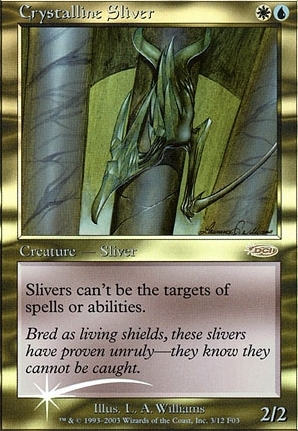 Crystalline Sliver
DCI
Creature — Sliver
Slivers can't be the targets of
spells or abilities.
Bred as living shields, these slivers
have proven unruly—they know they
cannot be caught.
Illus. L. A. Williams
2/2
™ & © 1993-2003 Wizards of the Coast, Inc. 3/12 F03